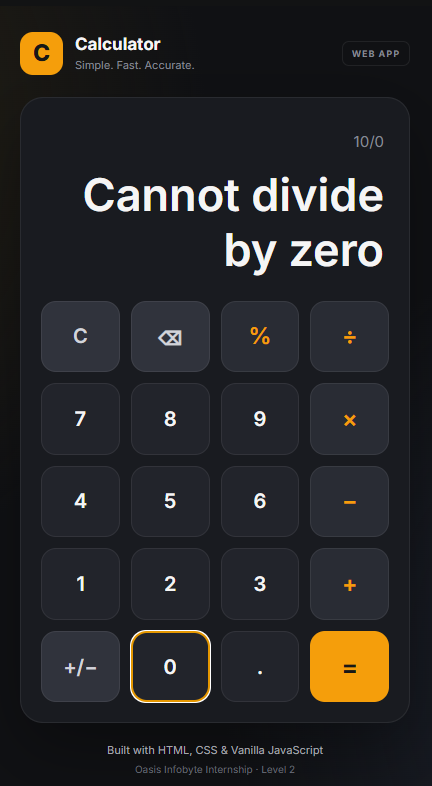 C
Calculator
Simple. Fast. Accurate.
WEB APP
10/0
Cannot divide
by zero
C ⌫ % ÷
7 8 9 ×
4 5 6 −
1 2 3 +
+/− 0 . =
Built with HTML, CSS & Vanilla JavaScript
Oasis Infobyte Internship · Level 2